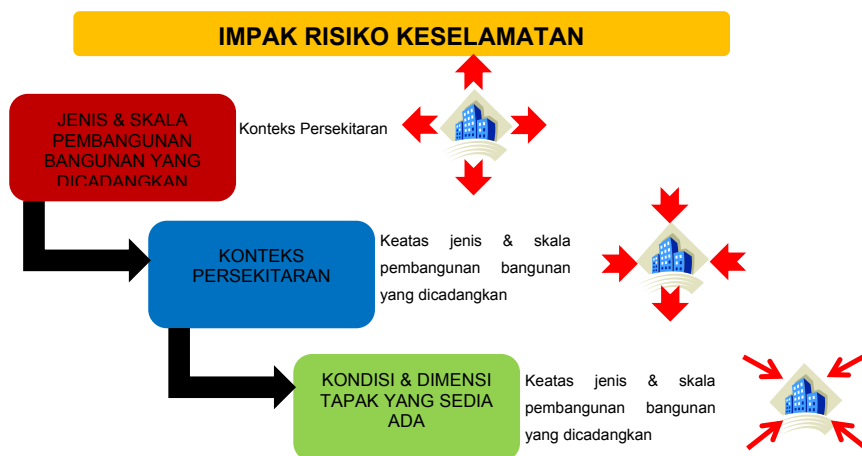 IMPAK RISIKO KESELAMATAN
JENIS & SKALA
PEMBANGUNAN
BANGUNAN YANG
DICADANGKAN
Konteks Persekitaran
KONTEKS
PERSEKITARAN
Keatas jenis & skala
pembangunan bangunan
yang dicadangkan
KONDISI & DIMENSI
TAPAK YANG SEDIA
ADA
Keatas jenis & skala
pembangunan bangunan
yang dicadangkan